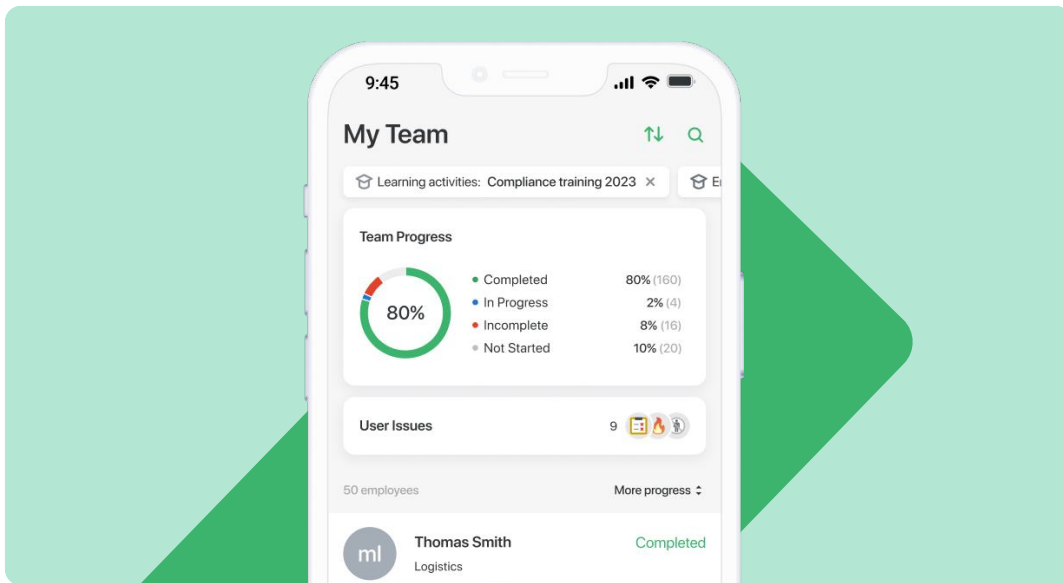 9:45
My Team
Learning activities: Compliance training 2023
Team Progress
80%
Completed 80% (160)
In Progress 2% (4)
Incomplete 8% (16)
Not Started 10% (20)
User Issues 9
50 employees More progress
ml
Thomas Smith Completed
Logistics